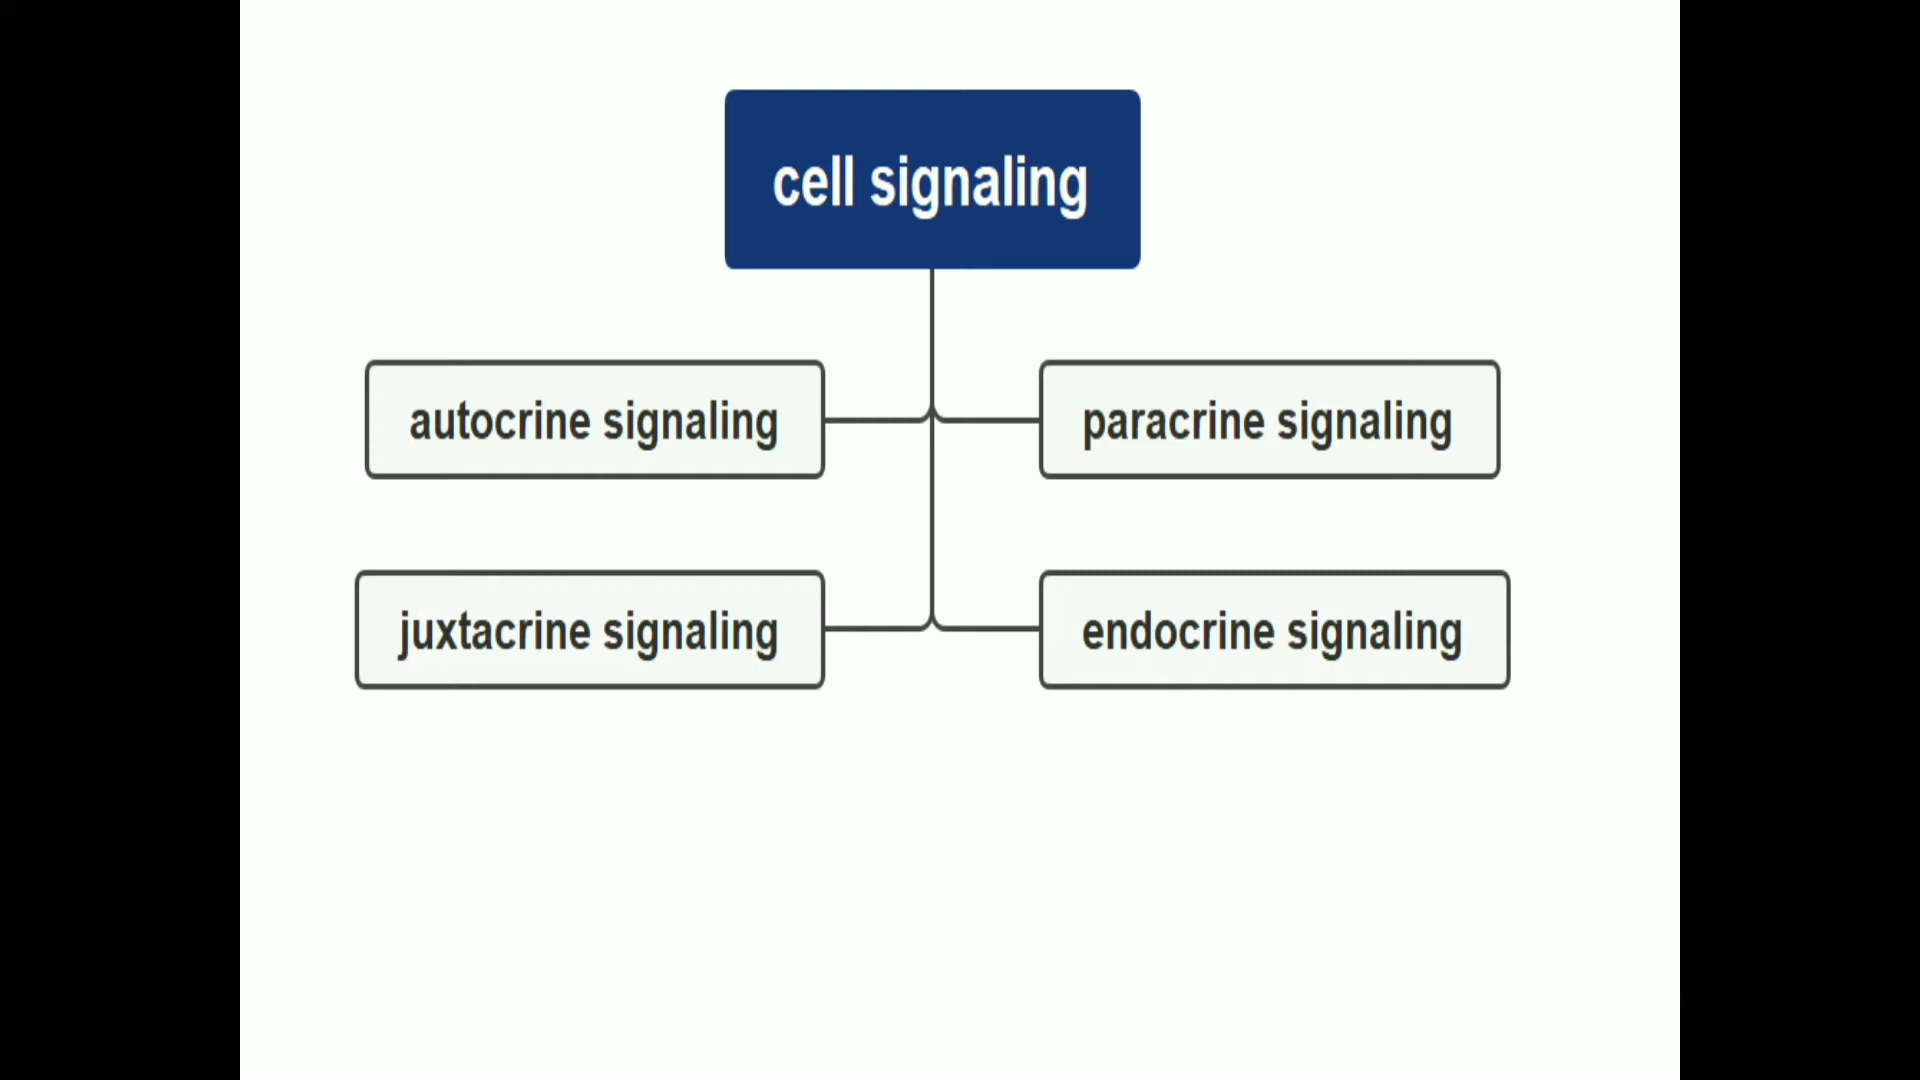 cell signaling
autocrine signaling
paracrine signaling
juxtacrine signaling
endocrine signaling